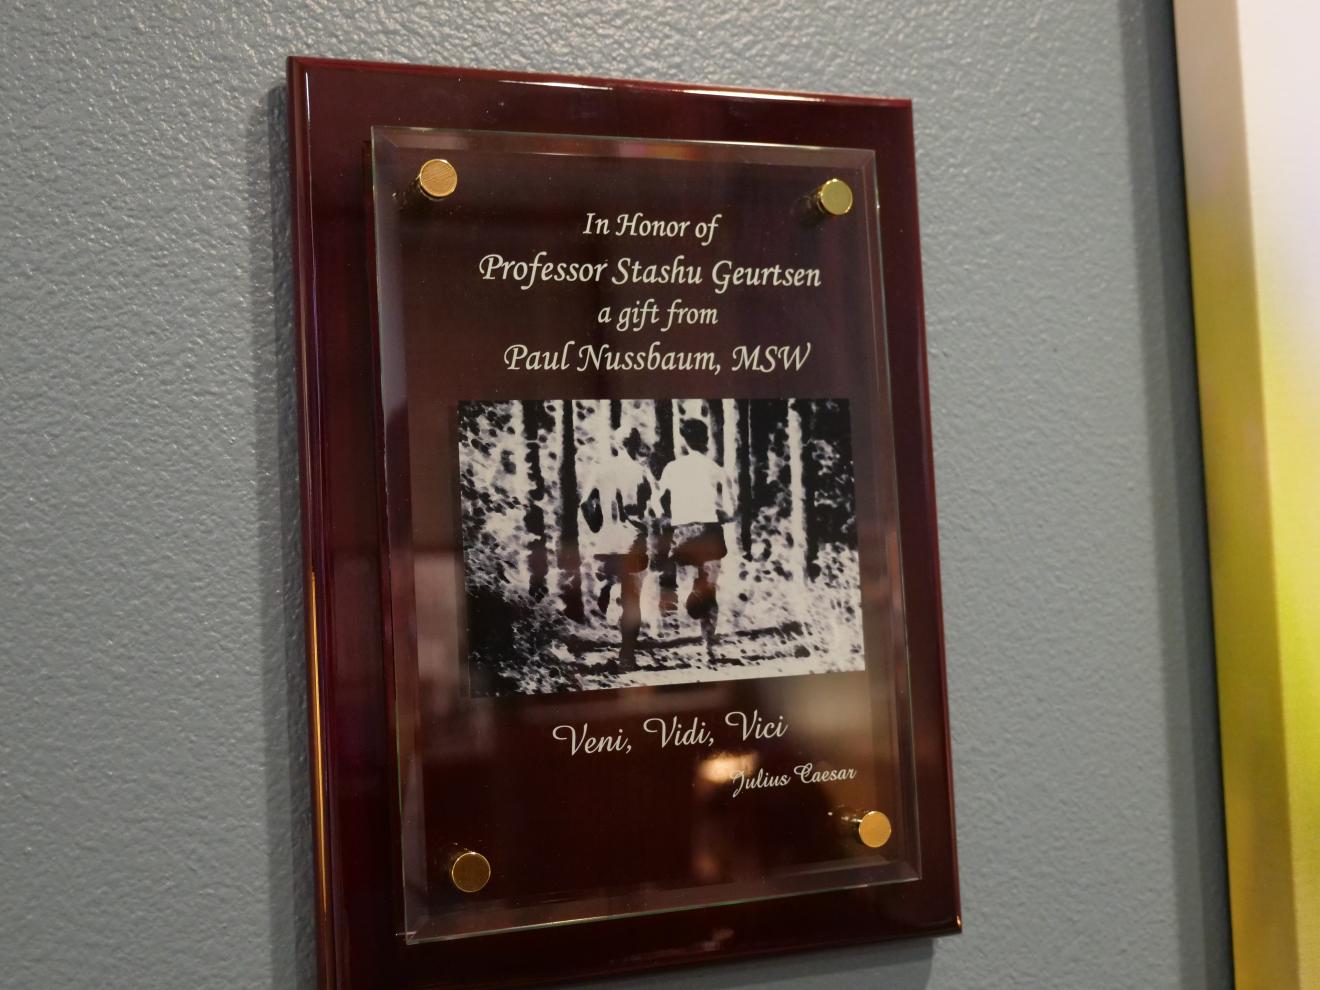 In Honor of
Professor Stashu Geurtsen
a gift from
Paul Nussbaum, MSW
Veni, Vidi, Vici
Julius Caesar